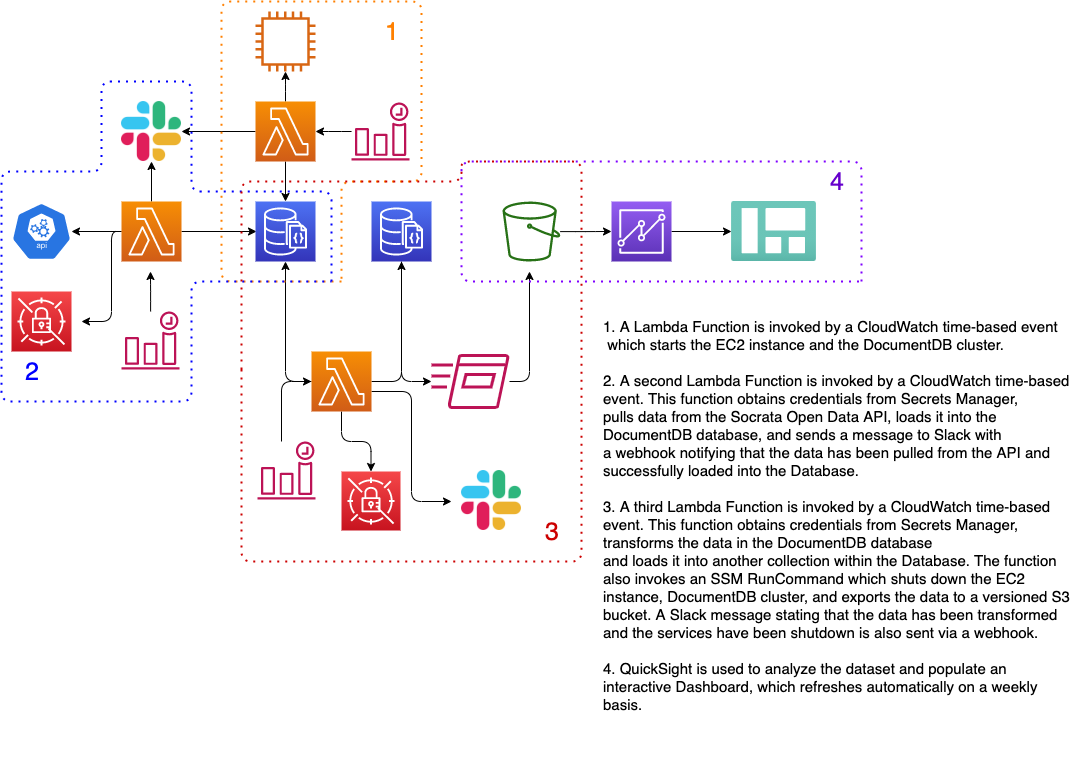 1
4
api
2
3
1. A Lambda Function is invoked by a CloudWatch time-based event
which starts the EC2 instance and the DocumentDB cluster.
2. A second Lambda Function is invoked by a CloudWatch time-based
event. This function obtains credentials from Secrets Manager,
pulls data from the Socrata Open Data API, loads it into the
DocumentDB database, and sends a message to Slack with
a webhook notifying that the data has been pulled from the API and
successfully loaded into the Database.
3. A third Lambda Function is invoked by a CloudWatch time-based
event. This function obtains credentials from Secrets Manager,
transforms the data in the DocumentDB database
and loads it into another collection within the Database. The function
also invokes an SSM RunCommand which shuts down the EC2
instance, DocumentDB cluster, and exports the data to a versioned S3
bucket. A Slack message stating that the data has been transformed
and the services have been shutdown is also sent via a webhook.
4. QuickSight is used to analyze the dataset and populate an
interactive Dashboard, which refreshes automatically on a weekly
basis.